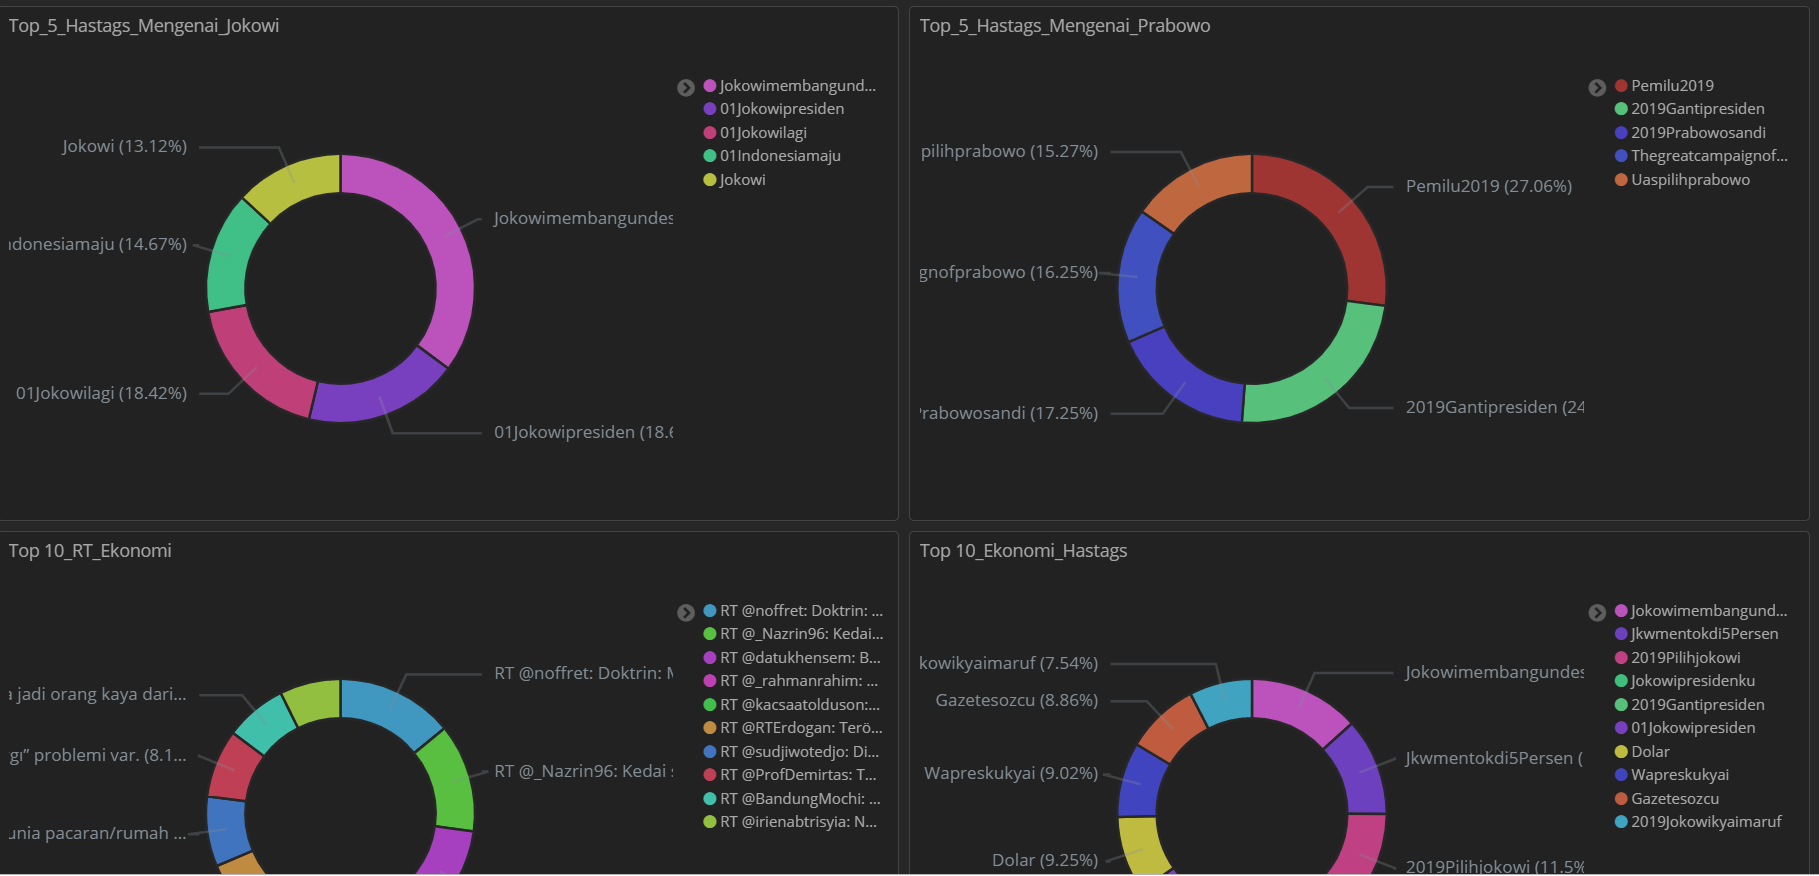 Top_5_Hastags_Mengenai_Jokowi
Jokowimembangund...
01Jokowipresiden
01Jokowilagi
01Indonesiamaju
Jokowi
Jokowi (13.12%)
Jokowimembangundes
ndonesiamaju (14.67%)
01Jokowilagi (18.42%)
01Jokowipresiden (18.6
Top_5_Hastags_Mengenai_Prabowo
Pemilu2019
2019Gantipresiden
2019Prabowosandi
Thegreatcampaignof...
Uaspilihprabowo
pilihprabowo (15.27%)
Pemilu2019 (27.06%)
gnofprabowo (16.25%)
2019Gantipresiden (24
Prabowosandi (17.25%)
Top 10_RT_Ekonomi
RT @noffret: Doktrin: ...
RT @_Nazrin96: Kedai...
RT @datukhensem: B...
RT @_rahmanrahim: ...
RT @kacsaatolduson:...
RT @RTErdogan: Terö...
RT @sudjiwotedjo: Di...
RT @ProfDemirtas: T...
RT @BandungMochi: ...
RT @irienabtrisyia: N...
RT @noffret: Doktrin: M
a jadi orang kaya dari...
gı” problemi var. (8.1...
RT @_Nazrin96: Kedai s
unia pacaran/rumah ...
Top 10_Ekonomi_Hastags
Jokowimembangund...
Jkwmentokdi5Persen
2019Pilihjokowi
Jokowipresidenku
2019Gantipresiden
01Jokowipresiden
Dolar
Wapreskukyai
Gazetesozcu
2019Jokowikyaimaruf
kowikyaimaruf (7.54%)
Jokowimembangundes
Gazetesozcu (8.86%)
Jkwmentokdi5Persen (
Wapreskukyai (9.02%)
Dolar (9.25%)
2019Pilihjokowi (11.5%